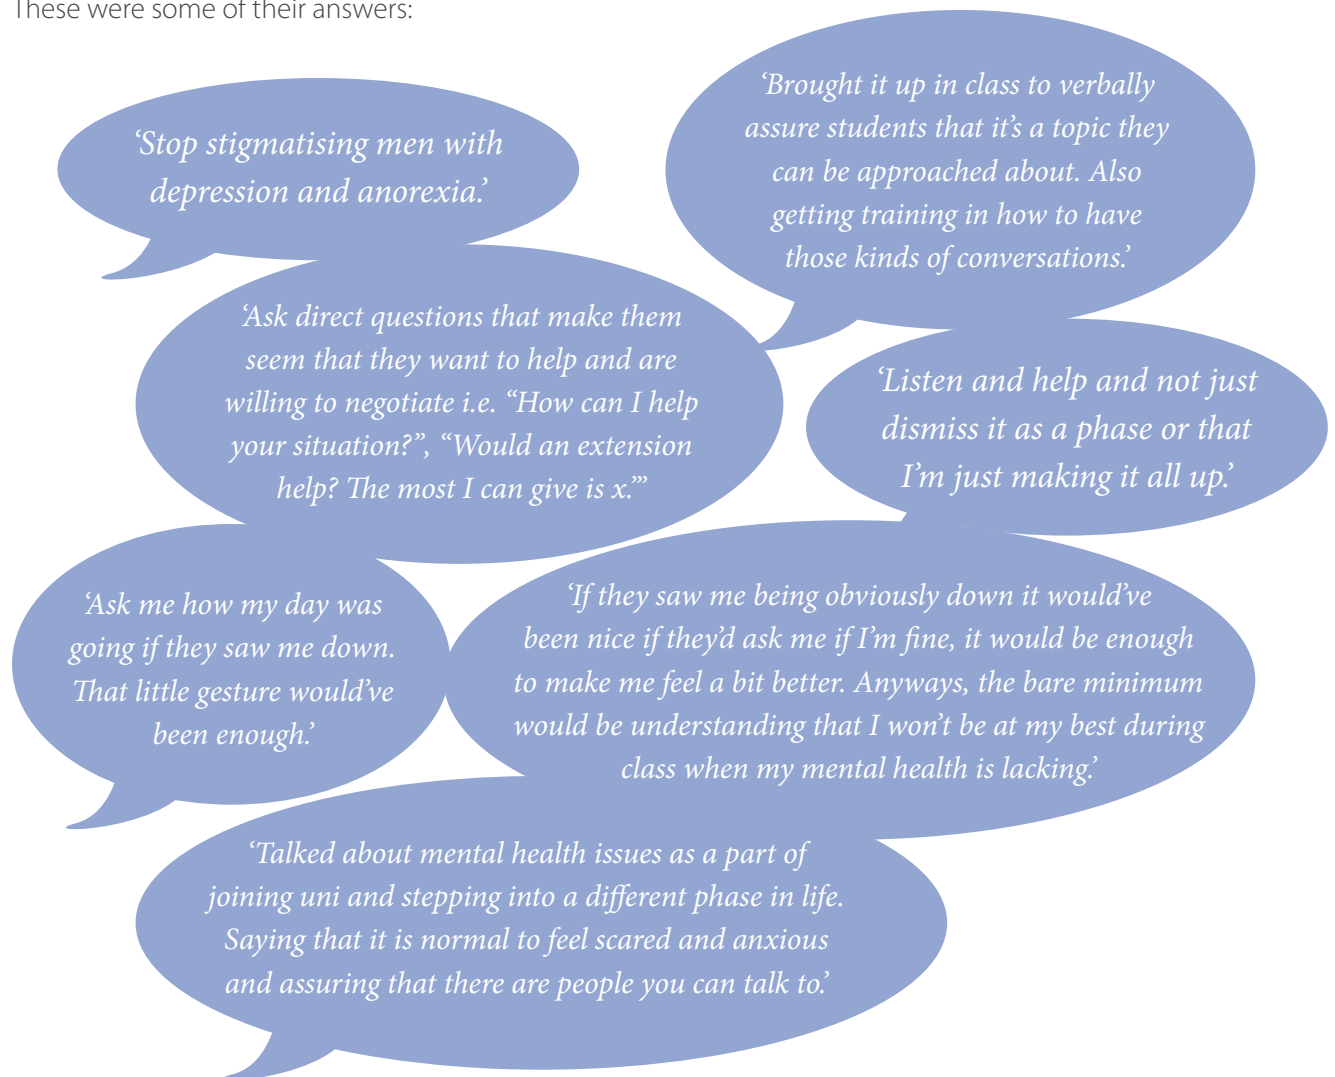 These were some of their answers:
‘Stop stigmatising men with
depression and anorexia.’
‘Brought it up in class to verbally
assure students that it’s a topic they
can be approached about. Also
getting training in how to have
those kinds of conversations.’
‘Ask direct questions that make them
seem that they want to help and are
willing to negotiate i.e. “How can I help
your situation?”, “Would an extension
help? The most I can give is x.”’
‘Listen and help and not just
dismiss it as a phase or that
I’m just making it all up.’
‘Ask me how my day was
going if they saw me down.
That little gesture would’ve
been enough.’
‘If they saw me being obviously down it would’ve
been nice if they’d ask me if I’m fine, it would be enough
to make me feel a bit better. Anyways, the bare minimum
would be understanding that I won’t be at my best during
class when my mental health is lacking.’
‘Talked about mental health issues as a part of
joining uni and stepping into a different phase in life.
Saying that it is normal to feel scared and anxious
and assuring that there are people you can talk to.’